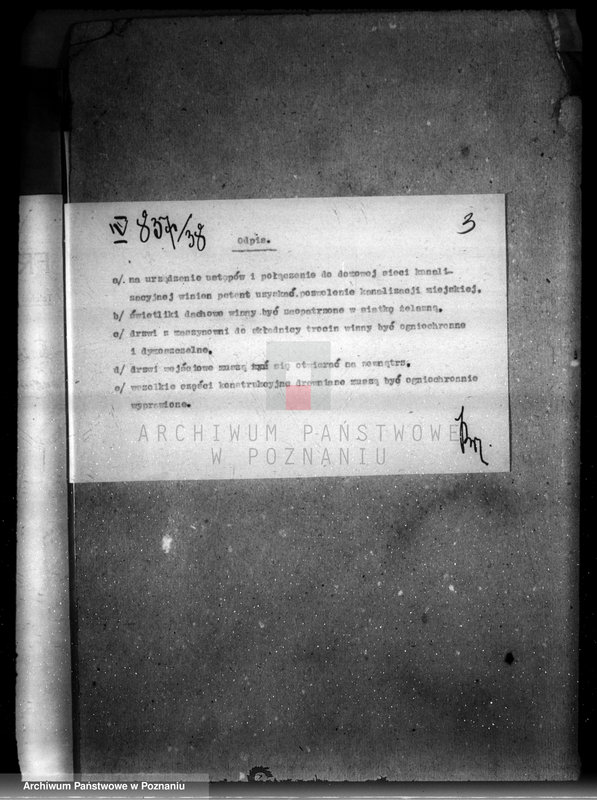 IV 857/38
3
Odpis.
a/. na urządzenie ustępów i połączenie do domowej sieci kanali-
zacyjnej winien petent uzyskać pozwolenie kanalizacji miejskiej.
b/ świetliki dachowe winny być zaopatrzone w siatkę żelazną.
c/ drzwi z maszynowni do składnicy trocin winny być ogniochronne
i dymoszczelne.
d/ drzwi wejściowe muszą się otwierać na zewnątrz.
e/ wszelkie części konstrukcyjne drewniane muszą być ogniochronnie
wyprawione.
ARCHIWUM PAŃSTWOWE
W POZNANIU
Archiwum Państwowe w Poznaniu